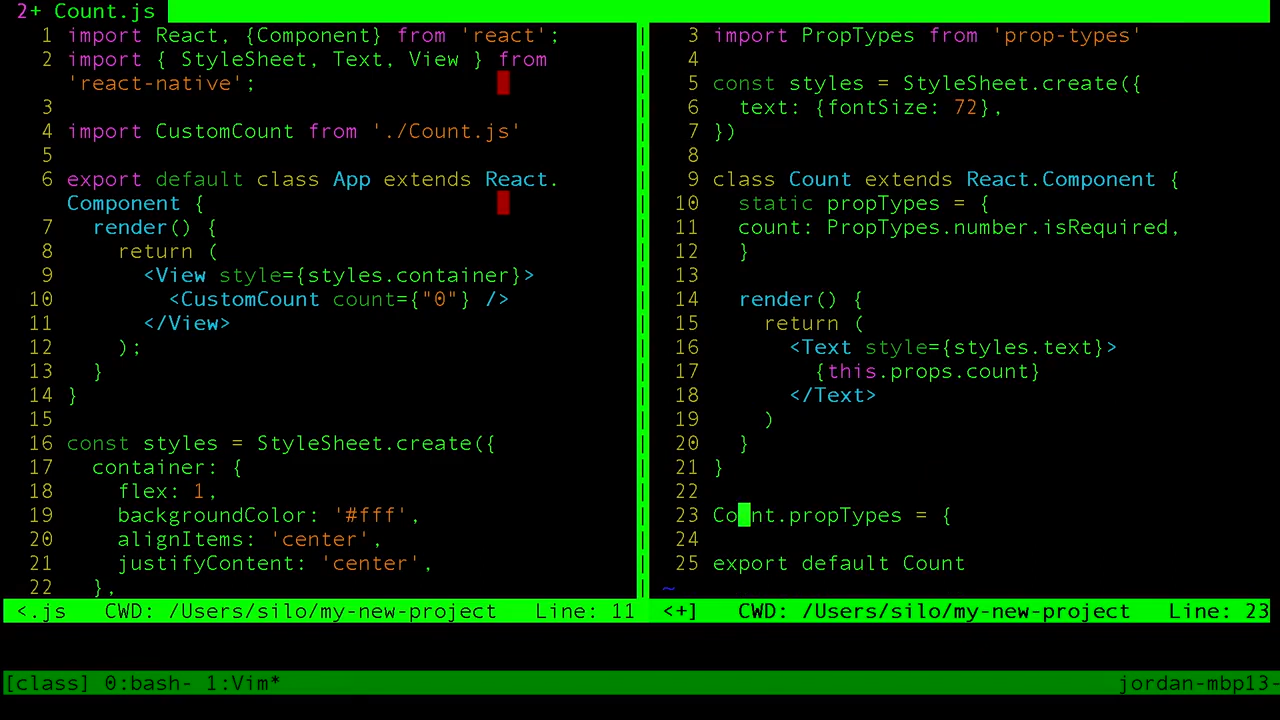 2+ Count.js
1 import React, {Component} from 'react';
2 import { StyleSheet, Text, View } from
'react-native';
3
4 import CustomCount from './Count.js'
5
6 export default class App extends React.
Component {
7 render() {
8 return (
9 <View style={styles.container}>
10 <CustomCount count={"0"} />
11 </View>
12 );
13 }
14 }
15
16 const styles = StyleSheet.create({
17 container: {
18 flex: 1,
19 backgroundColor: '#fff',
20 alignItems: 'center',
21 justifyContent: 'center',
22 },
<.js CWD: /Users/silo/my-new-project Line: 11
3 import PropTypes from 'prop-types'
4
5 const styles = StyleSheet.create({
6 text: {fontSize: 72},
7 })
8
9 class Count extends React.Component {
10 static propTypes = {
11 count: PropTypes.number.isRequired,
12 }
13
14 render() {
15 return (
16 <Text style={styles.text}>
17 {this.props.count}
18 </Text>
19 )
20 }
21 }
22
23 Count.propTypes = {
24
25 export default Count
~
<+] CWD: /Users/silo/my-new-project Line: 23
[class] 0:bash- 1:Vim*
jordan-mbp13-